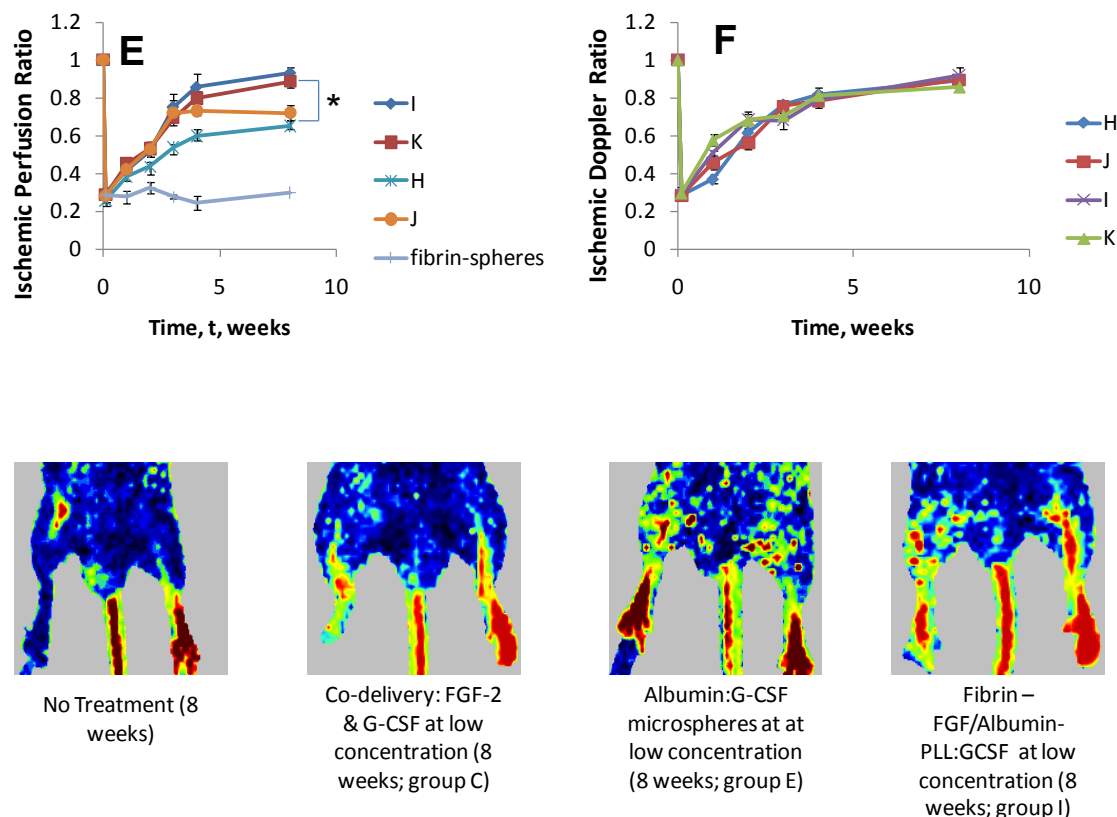 E
Ischemic Perfusion Ratio
1.2
1
0.8
0.6
0.4
0.2
0
0
5
10
Time, t, weeks
*
I
K
H
J
fibrin-spheres
F
Ischemic Doppler Ratio
1.2
1
0.8
0.6
0.4
0.2
0
0
5
10
Time, weeks
H
J
I
K
No Treatment (8
weeks)
Co-delivery: FGF-2
& G-CSF at low
concentration (8
weeks; group C)
Albumin:G-CSF
microspheres at at
low concentration
(8 weeks; group E)
Fibrin –
FGF/Albumin-
PLL:GCSF at low
concentration (8
weeks; group I)